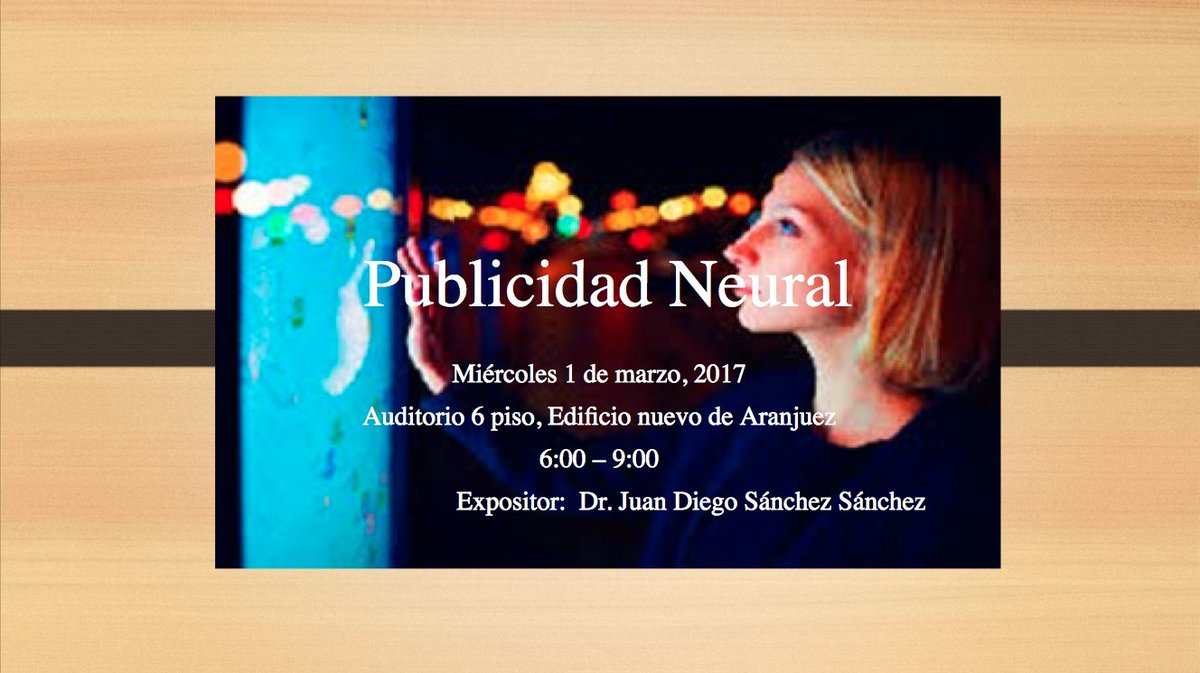 Publicidad Neural
Miércoles 1 de marzo, 2017
Auditorio 6 piso, Edificio nuevo de Aranjuez
6:00 – 9:00
Expositor:  Dr. Juan Diego Sánchez Sánchez